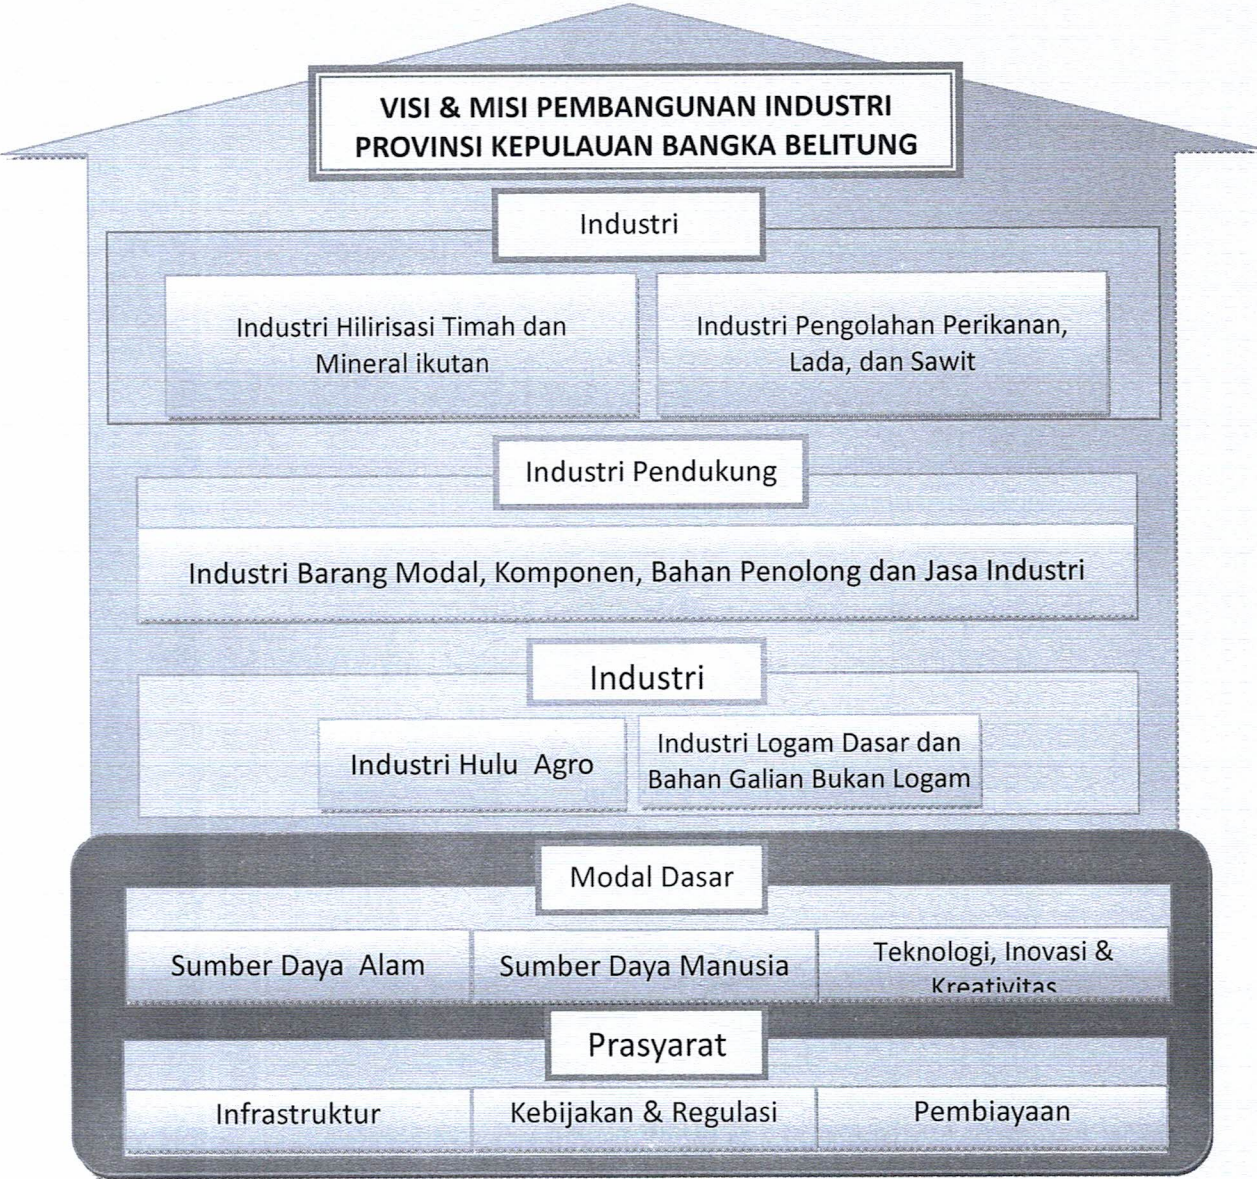 VISI & MISI PEMBANGUNAN INDUSTRI
PROVINSI KEPULAUAN BANGKA BELITUNG
Industri
Industri Hilirisasi Timah dan
Mineral ikutan
Industri Pengolahan Perikanan,
Lada, dan Sawit
Industri Pendukung
Industri Barang Modal, Komponen, Bahan Penolong dan Jasa Industri
Industri
Industri Hulu Agro
Industri Logam Dasar dan
Bahan Galian Bukan Logam
Modal Dasar
Sumber Daya Alam
Sumber Daya Manusia
Teknologi, Inovasi &
Kreativitas
Prasyarat
Infrastruktur
Kebijakan & Regulasi
Pembiayaan